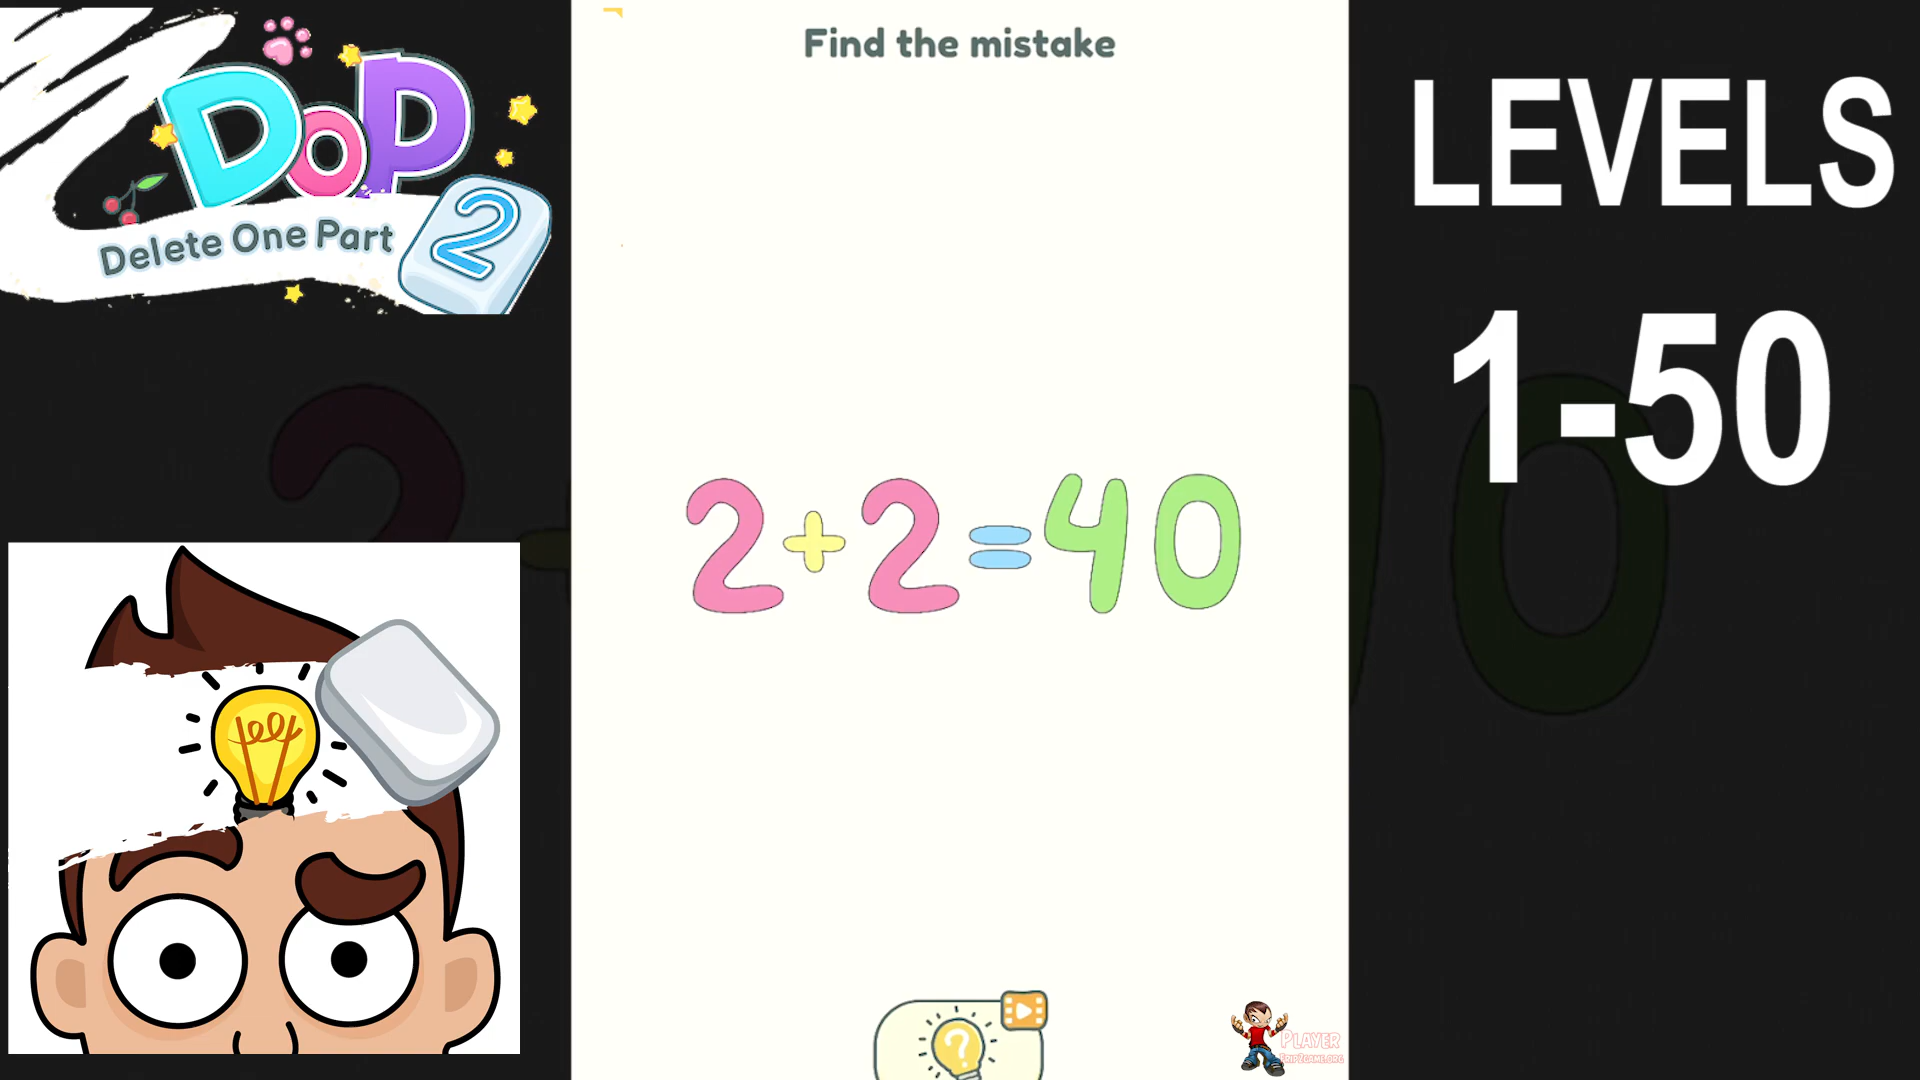 DOP
Delete One Part
2
Find the mistake
2+2=40
LEVELS
1-50
?
PLAYER